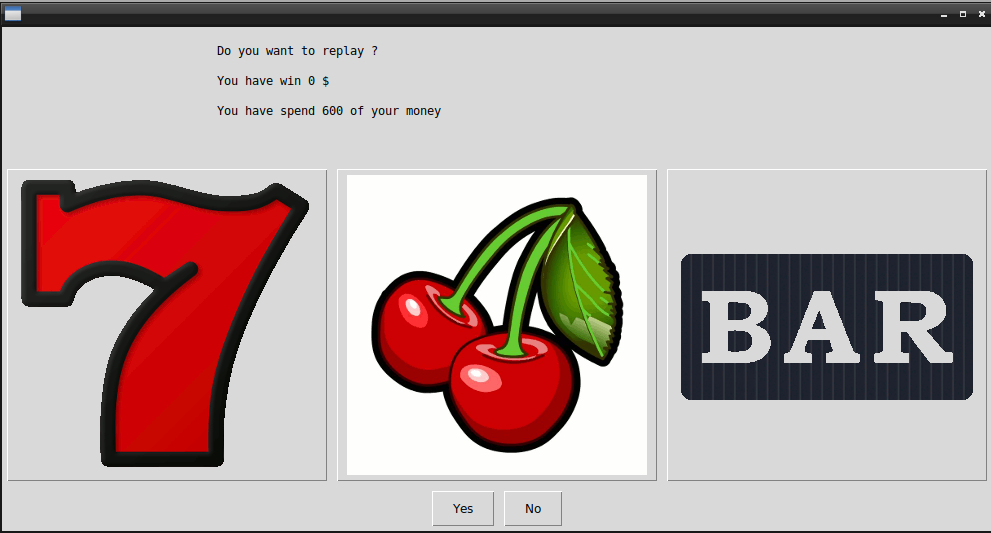 Do you want to replay ?
You have win 0 $
You have spend 600 of your money
7
BAR
Yes
No